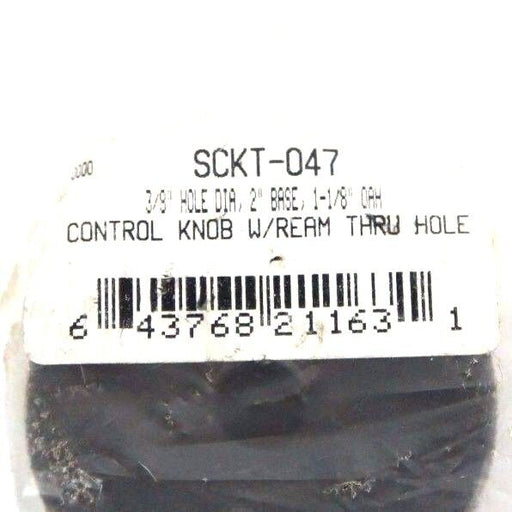 0000
SCKT-047
3/8" HOLE DIA, 2" BASE, 1-1/8" OAH
CONTROL KNOB W/REAM THRU HOLE
6 43768 21163 1